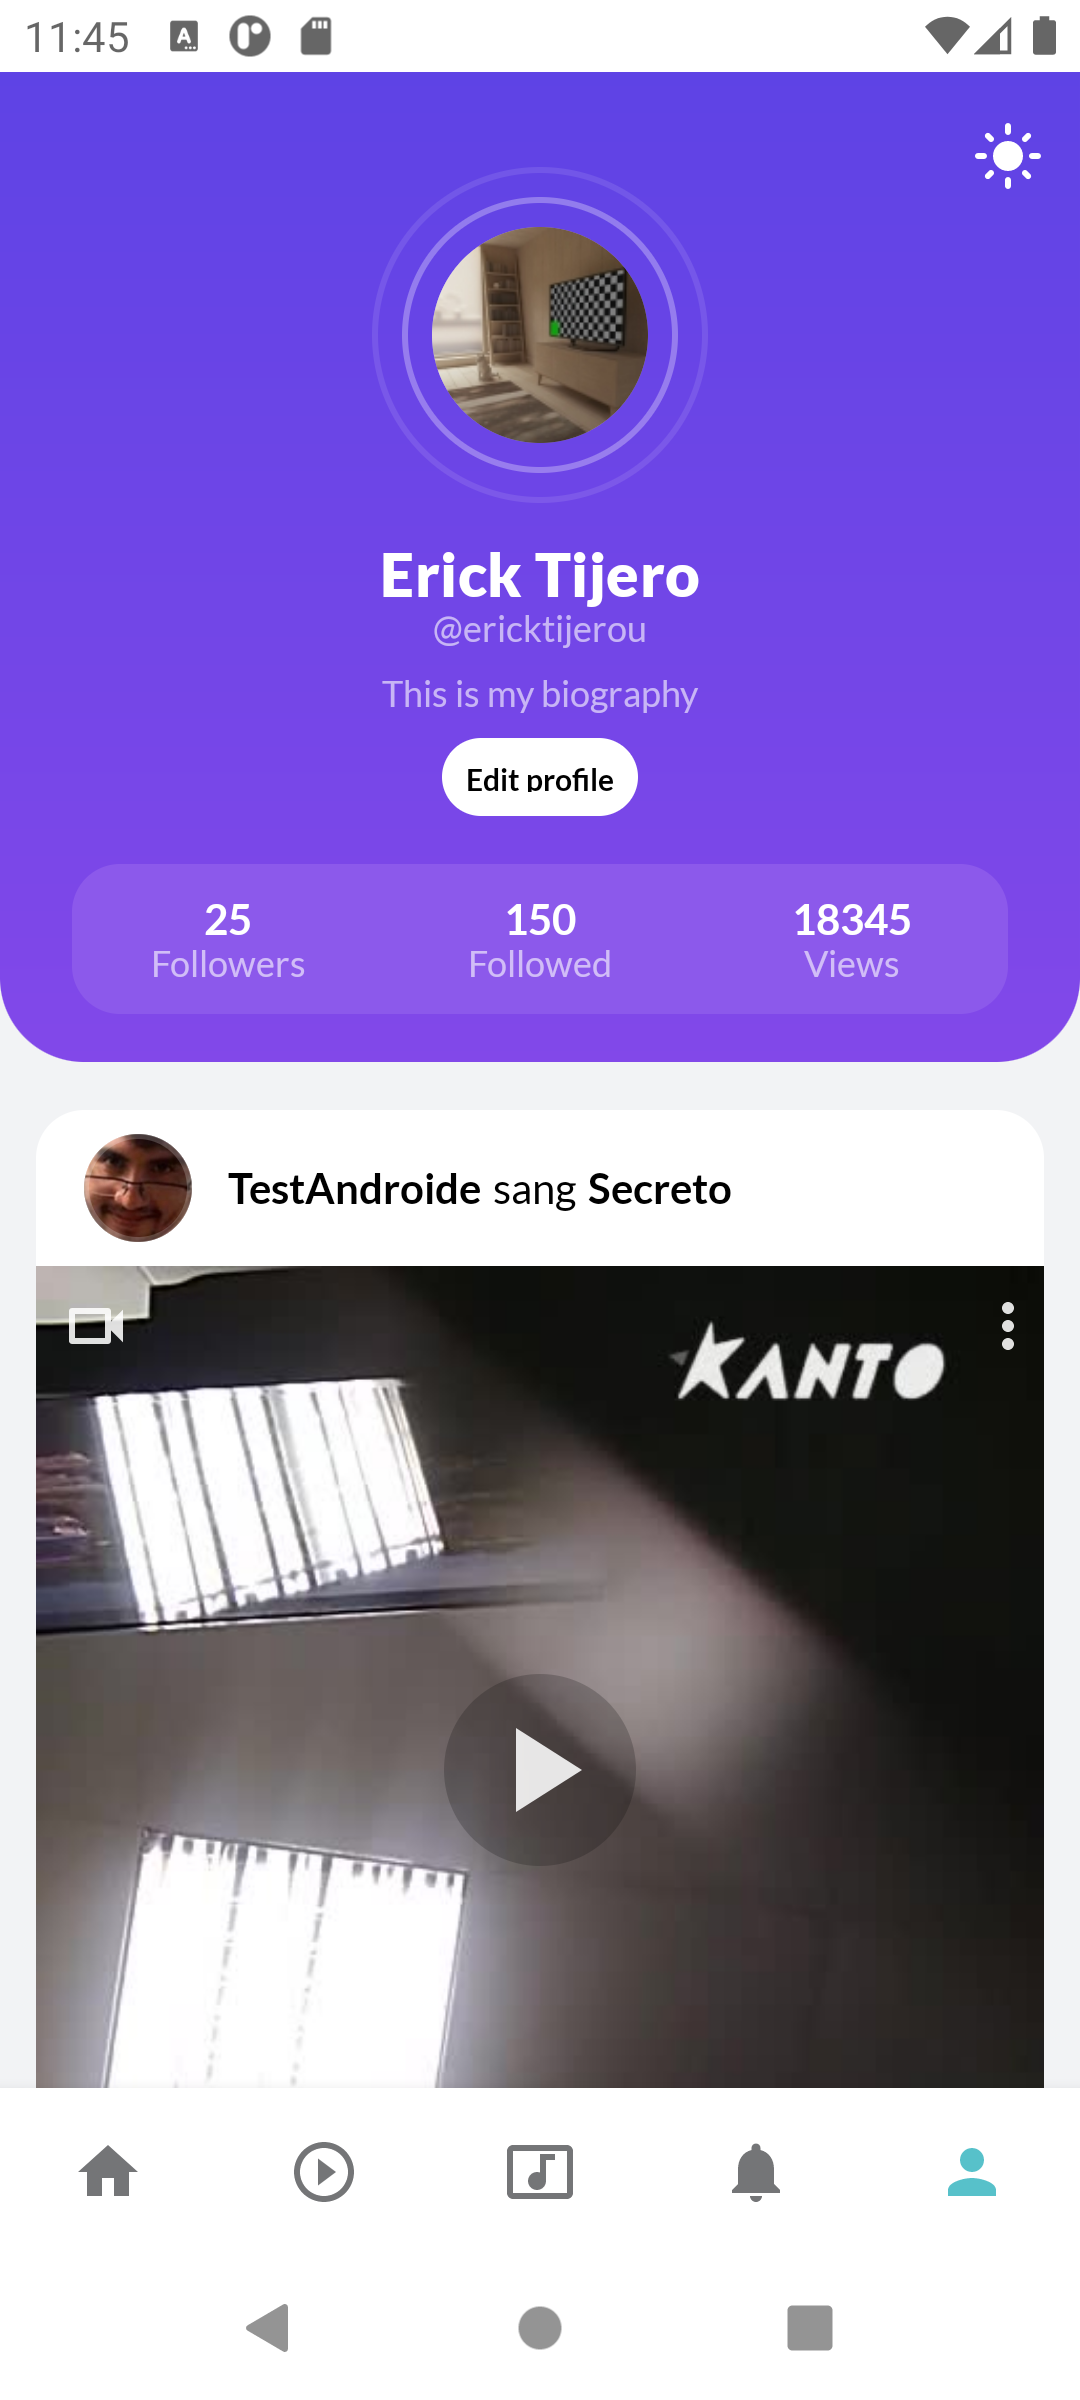 11:45
Erick Tijero
@ericktijerou
This is my biography
Edit profile
25 150 18345
Followers Followed Views
TestAndroide sang Secreto
KANTO